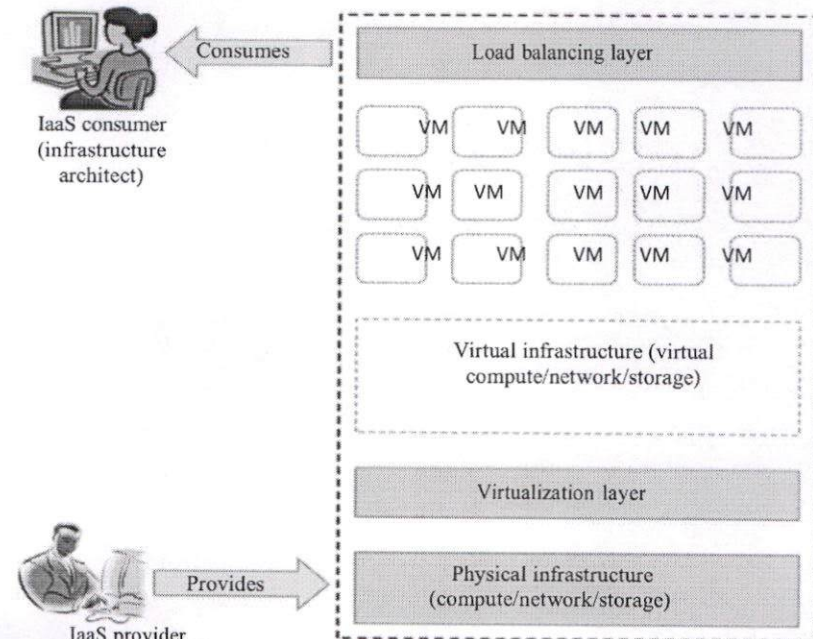 Consumes
Load balancing layer
IaaS consumer
(infrastructure
architect)
VM VM VM VM VM
VM VM VM VM VM
VM VM VM VM VM
Virtual infrastructure (virtual
compute/network/storage)
Virtualization layer
Provides
Physical infrastructure
(compute/network/storage)
IaaS provider